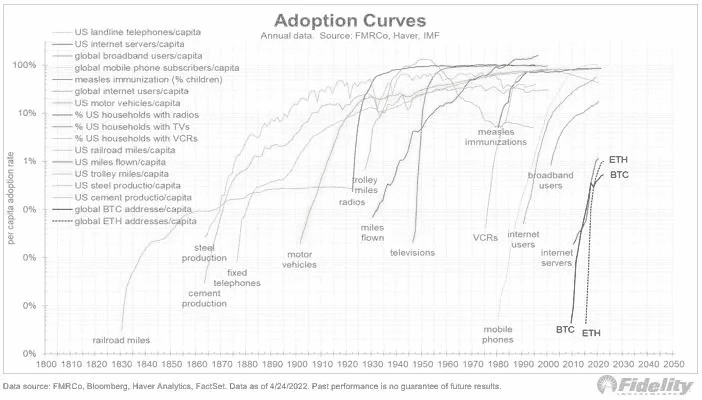 Adoption Curves
Annual data. Source: FMRCo, Haver, IMF
US landline telephones/capita
US internet servers/capita
global broadband users/capita
global mobile phone subscribers/capita
measles immunization (% children)
global internet users/capita
US motor vehicles/capita
% US households with radios
% US households with TVs
% US households with VCRs
US railroad miles/capita
US miles flown/capita
US trolley miles/capita
US steel productio/capita
US cement productio/capita
global BTC addresse/capita
global ETH addresses/capita
per capita adoption rate
100%
10%
1%
0%
0%
0%
0%
railroad miles
steel
production
cement
production
fixed
telephones
motor
vehicles
radios
trolley
miles
miles
flown
televisions
measles
immunizations
VCRs
mobile
phones
internet
users
broadband
users
internet
servers
ETH
BTC
BTC
ETH
1800 1810 1820 1830 1840 1850 1860 1870 1880 1890 1900 1910 1920 1930 1940 1950 1960 1970 1980 1990 2000 2010 2020 2030 2040 2050
Data source: FMRCo, Bloomberg, Haver Analytics, FactSet. Data as of 4/24/2022. Past performance is no guarantee of future results.
Fidelity
INVESTMENTS